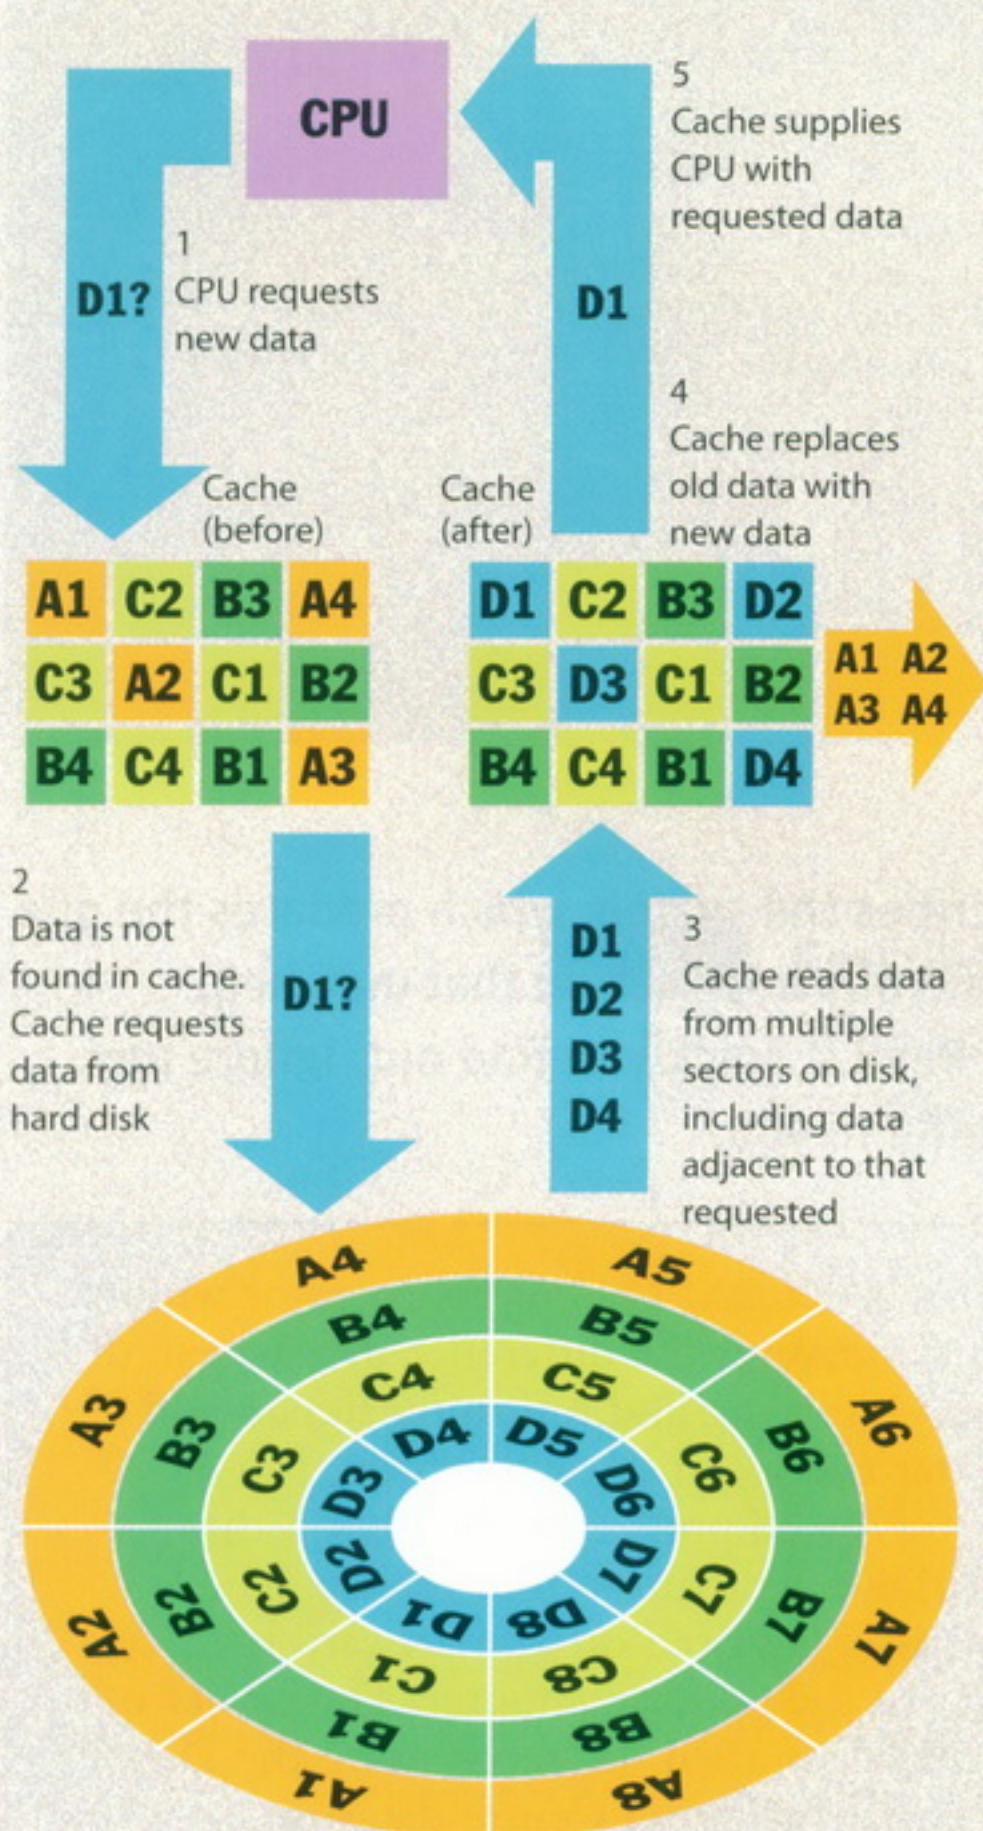 CPU
5
Cache supplies
CPU with
requested data
1
CPU requests
new data
D1?
D1
4
Cache replaces
old data with
new data
Cache
(before)
Cache
(after)
A1 C2 B3 A4
C3 A2 C1 B2
B4 C4 B1 A3
D1 C2 B3 D2
C3 D3 C1 B2
B4 C4 B1 D4
A1 A2
A3 A4
2
Data is not
found in cache.
Cache requests
data from
hard disk
D1?
D1
D2
D3
D4
3
Cache reads data
from multiple
sectors on disk,
including data
adjacent to that
requested
A4 A5
B4 B5
C4 C5
D4 D5
A3 B3 C3 D3 D6 C6 B6 A6
A2 B2 C2 D2 D7 C7 B7 A7
D1 D8
C1 C8
B1 B8
A1 A8